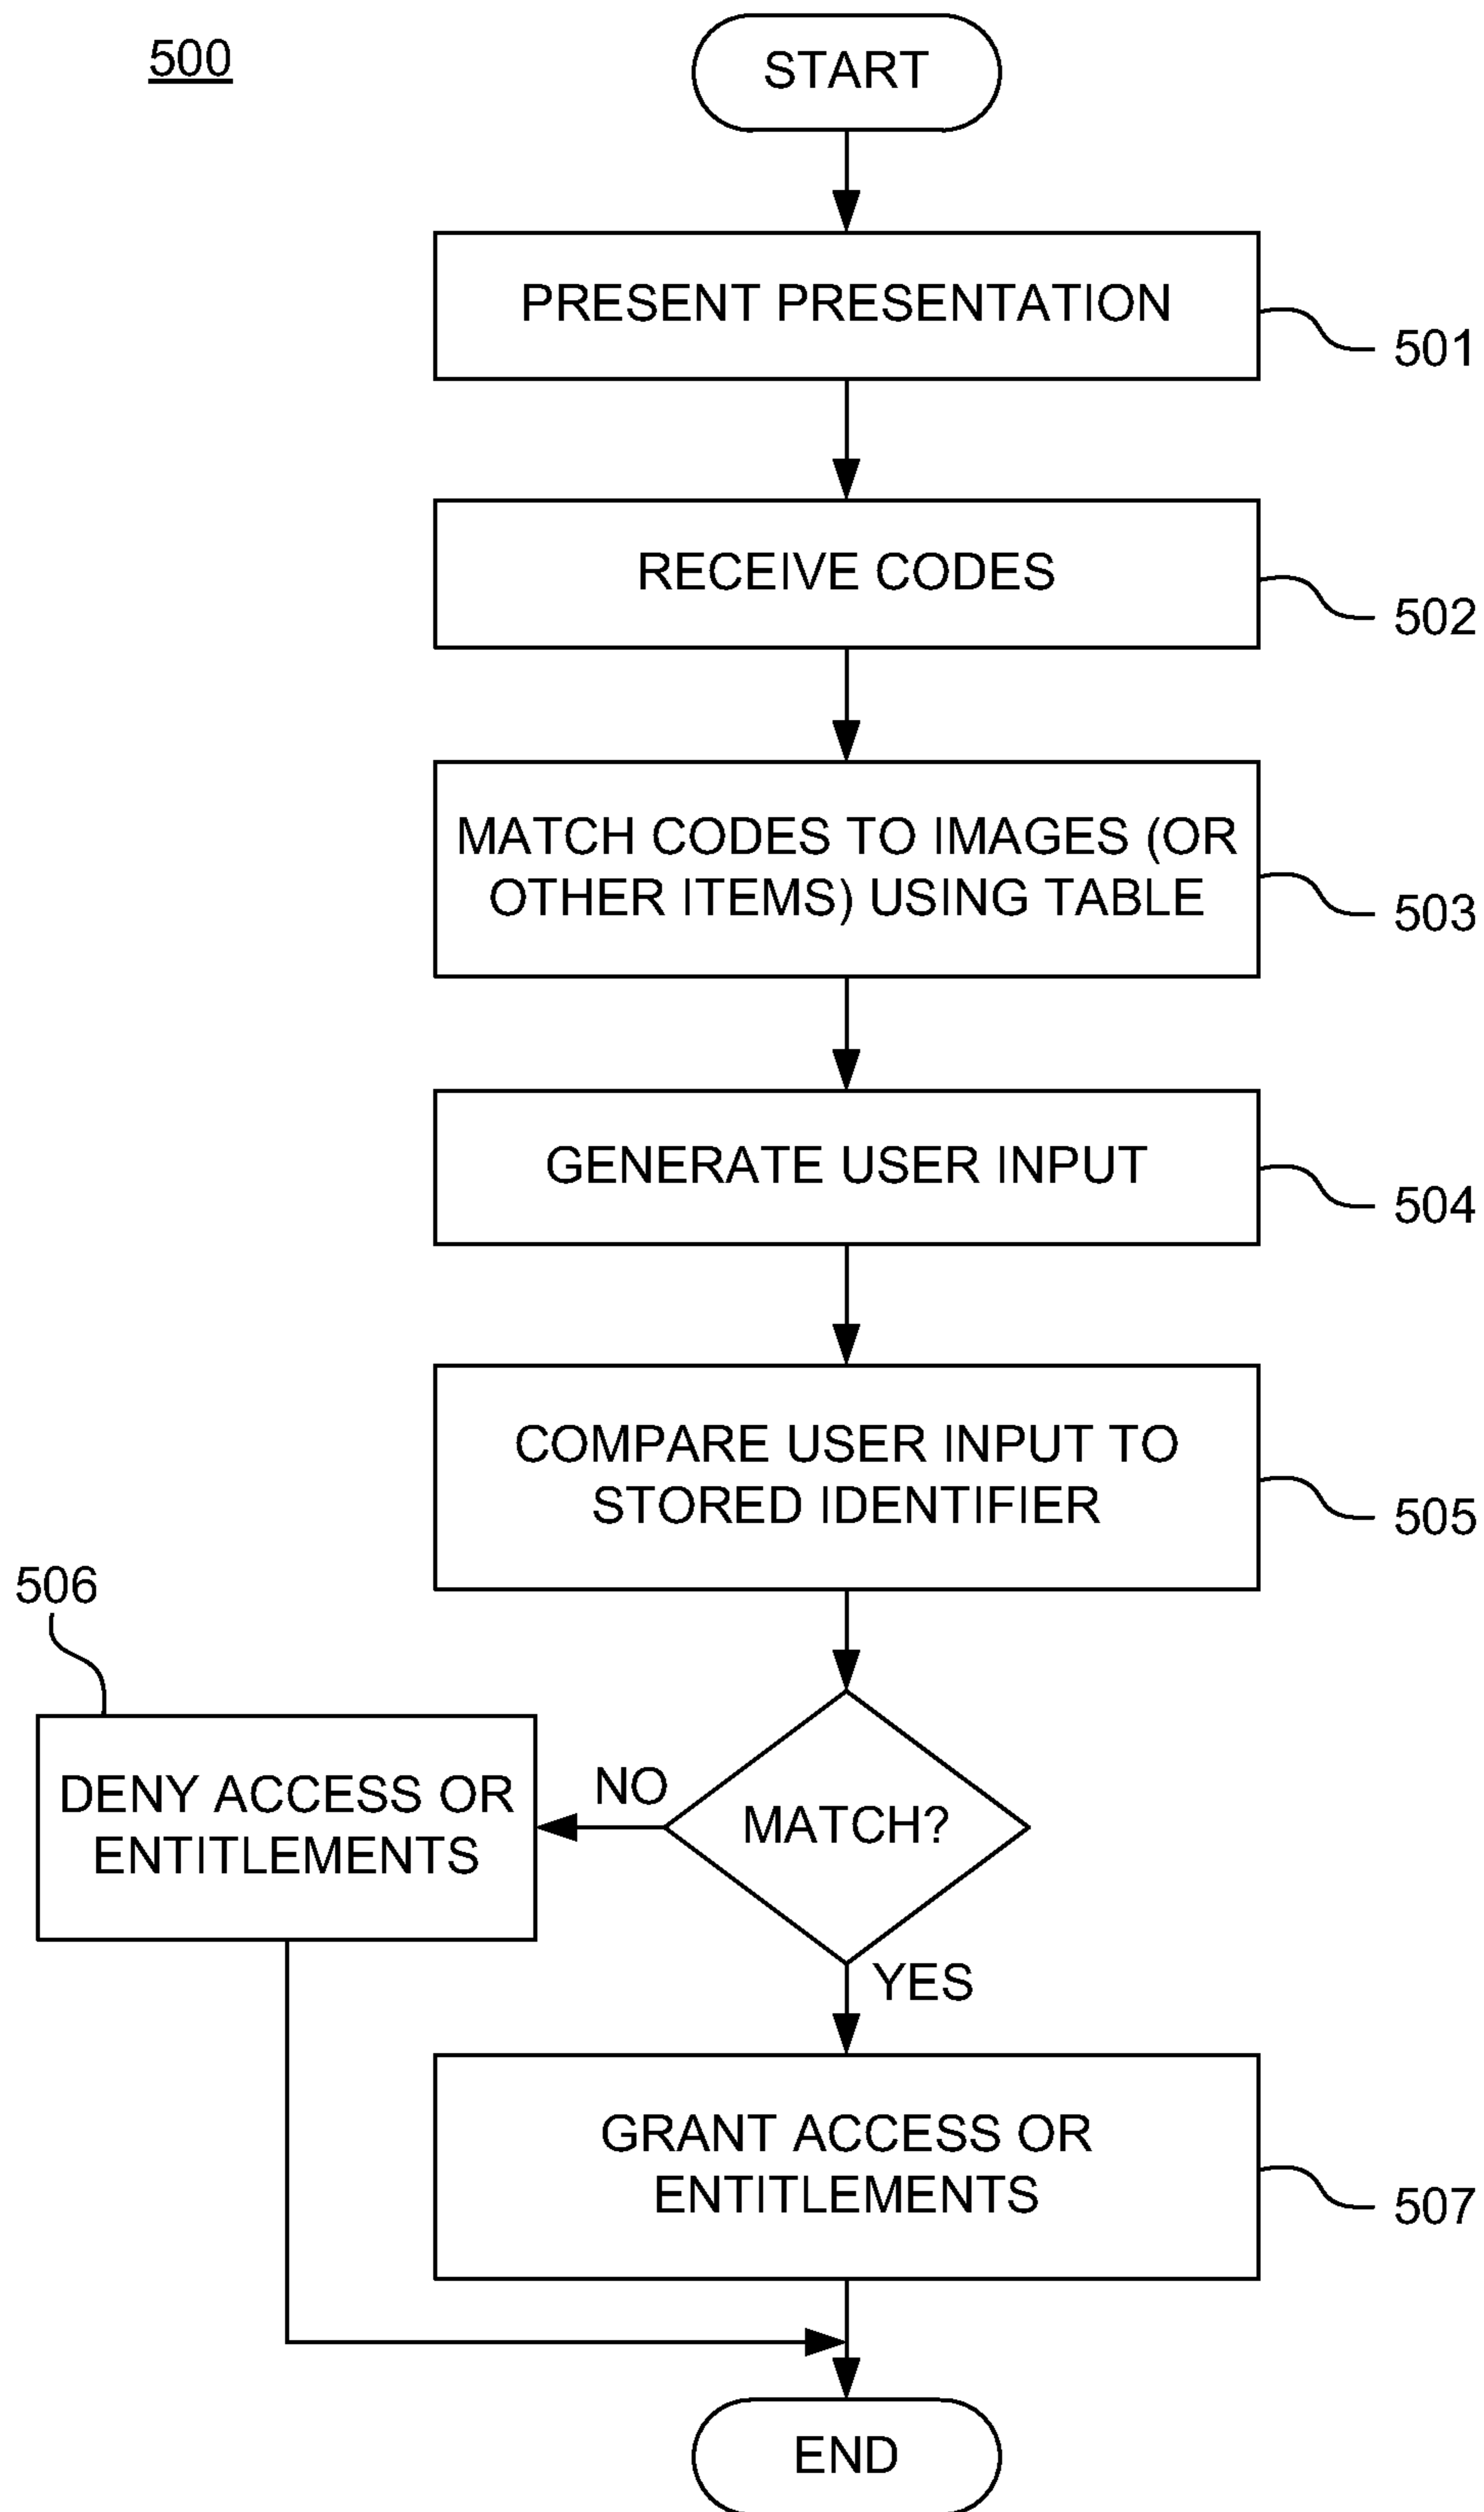 500
START
PRESENT PRESENTATION
501
RECEIVE CODES
502
MATCH CODES TO IMAGES (OR
OTHER ITEMS) USING TABLE
503
GENERATE USER INPUT
504
COMPARE USER INPUT TO
STORED IDENTIFIER
505
506
DENY ACCESS OR
ENTITLEMENTS
NO
MATCH?
YES
GRANT ACCESS OR
ENTITLEMENTS
507
END